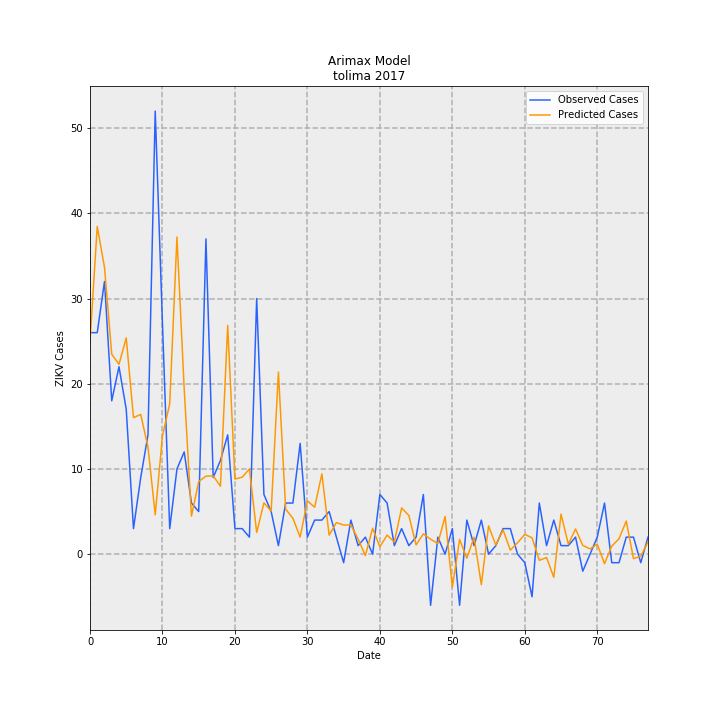 Arimax Model
tolima 2017
Observed Cases
Predicted Cases
ZIKV Cases
50
40
30
20
10
0
0 10 20 30 40 50 60 70
Date